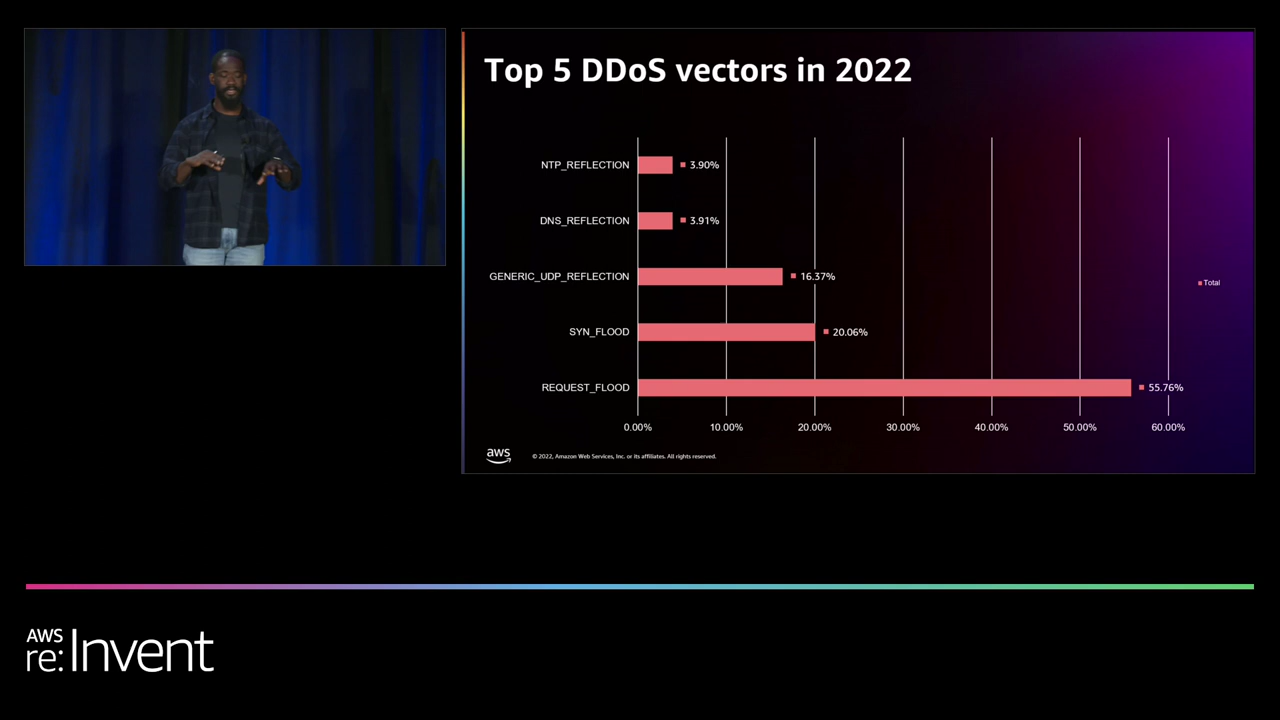 Top 5 DDoS vectors in 2022
NTP_REFLECTION 3.90%
DNS_REFLECTION 3.91%
GENERIC_UDP_REFLECTION 16.37%
Total
SYN_FLOOD 20.06%
REQUEST_FLOOD 55.76%
0.00% 10.00% 20.00% 30.00% 40.00% 50.00% 60.00%
aws © 2022, Amazon Web Services, Inc. or its affiliates. All rights reserved.
AWS
re:Invent